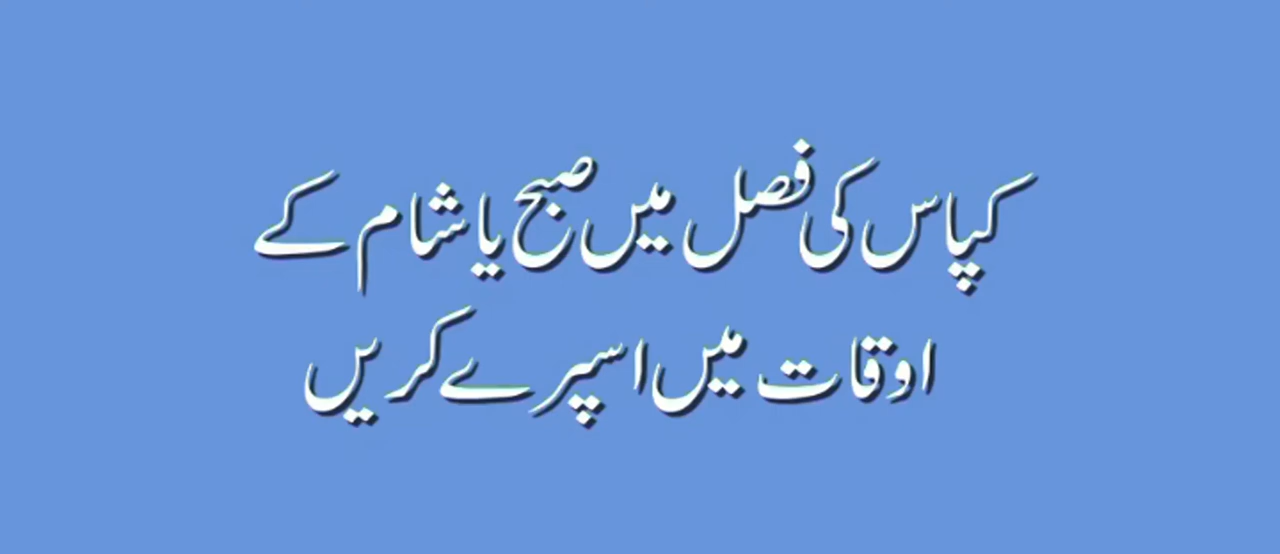 کپاس کی فصل میں صبح یا شام کے
اوقات میں اسپرے کریں